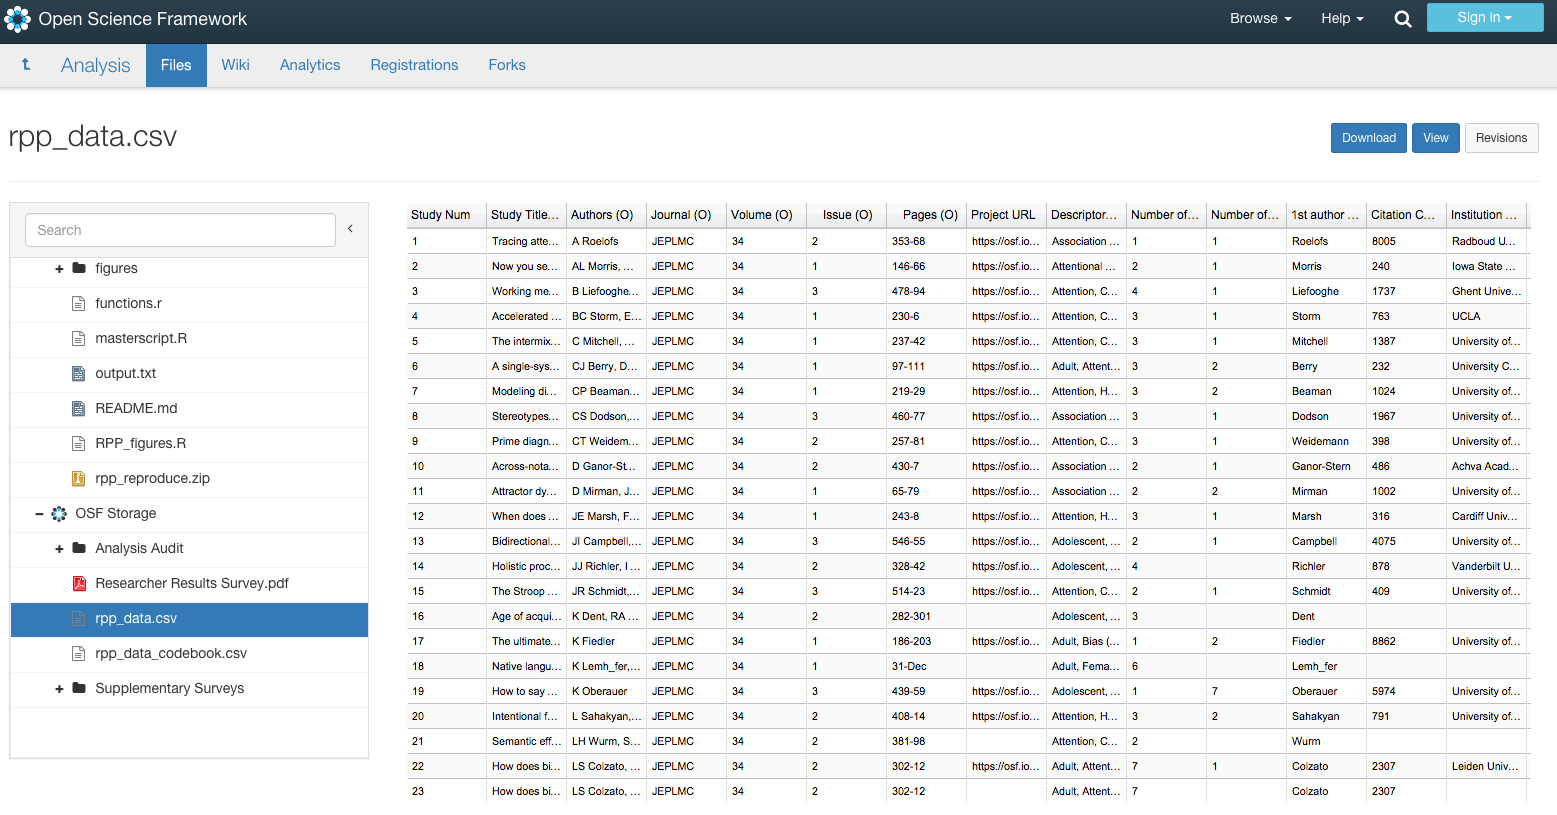 Open Science Framework Browse Help Sign in
Analysis Files Wiki Analytics Registrations Forks
rpp_data.csv
Download View Revisions
Search
figures
functions.r
masterscript.R
output.txt
README.md
RPP_figures.R
rpp_reproduce.zip
OSF Storage
Analysis Audit
Researcher Results Survey.pdf
rpp_data.csv
rpp_data_codebook.csv
Supplementary Surveys
Study Num Study Title... Authors (O) Journal (O) Volume (O) Issue (O) Pages (O) Project URL Descriptor... Number of... Number of... 1st author ... Citation C... Institution ...
1 Tracing atte... A Roelofs JEPLMC 34 2 353-68 https://osf.io... Association ... 1 1 Roelofs 8005 Radboud U...
2 Now you se... AL Morris, ... JEPLMC 34 1 146-66 https://osf.io... Attentional ... 2 1 Morris 240 Iowa State ...
3 Working me... B Liefooghe... JEPLMC 34 3 478-94 https://osf.io... Attention, C... 4 1 Liefooghe 1737 Ghent Unive...
4 Accelerated ... BC Storm, E... JEPLMC 34 1 230-6 https://osf.io... Attention, C... 3 1 Storm 763 UCLA
5 The intermix... C Mitchell, ... JEPLMC 34 1 237-42 https://osf.io... Attention, C... 3 1 Mitchell 1387 University of...
6 A single-sys... CJ Berry, D... JEPLMC 34 1 97-111 https://osf.io... Adult, Attent... 3 2 Berry 232 University C...
7 Modeling di... CP Beaman... JEPLMC 34 1 219-29 https://osf.io... Attention, H... 3 2 Beaman 1024 University of...
8 Stereotypes... CS Dodson,... JEPLMC 34 3 460-77 https://osf.io... Association ... 3 1 Dodson 1967 University of...
9 Prime diagn... CT Weidem... JEPLMC 34 2 257-81 https://osf.io... Attention, C... 3 1 Weidemann 398 University of...
10 Across-nota... D Ganor-St... JEPLMC 34 2 430-7 https://osf.io... Association ... 2 1 Ganor-Stern 486 Achva Acad...
11 Attractor dy... D Mirman, J... JEPLMC 34 1 65-79 https://osf.io... Association ... 2 2 Mirman 1002 University of...
12 When does ... JE Marsh, F... JEPLMC 34 1 243-8 https://osf.io... Attention, H... 3 1 Marsh 316 Cardiff Univ...
13 Bidirectional... JI Campbell,... JEPLMC 34 3 546-55 https://osf.io... Adolescent, ... 2 1 Campbell 4075 University of...
14 Holistic proc... JJ Richler, I ... JEPLMC 34 2 328-42 https://osf.io... Adolescent, ... 4 Richler 878 Vanderbilt U...
15 The Stroop ... JR Schmidt,... JEPLMC 34 3 514-23 https://osf.io... Attention, C... 2 1 Schmidt 409 University of...
16 Age of acqui... K Dent, RA ... JEPLMC 34 2 282-301 Adolescent, ... 3 Dent
17 The ultimate... K Fiedler JEPLMC 34 1 186-203 https://osf.io... Adult, Bias (... 1 2 Fiedler 8862 University of...
18 Native langu... K Lemh_fer,... JEPLMC 34 1 31-Dec Adult, Fema... 6 Lemh_fer
19 How to say ... K Oberauer JEPLMC 34 3 439-59 https://osf.io... Adolescent, ... 1 7 Oberauer 5974 University of...
20 Intentional f... L Sahakyan,... JEPLMC 34 2 408-14 https://osf.io... Attention, H... 3 2 Sahakyan 791 University of...
21 Semantic eff... LH Wurm, S... JEPLMC 34 2 381-98 Attention, C... 2 Wurm
22 How does bi... LS Colzato, ... JEPLMC 34 2 302-12 https://osf.io... Adult, Attent... 7 1 Colzato 2307 Leiden Univ...
23 How does bi... LS Colzato, ... JEPLMC 34 2 302-12 Adult, Attent... 7 Colzato 2307